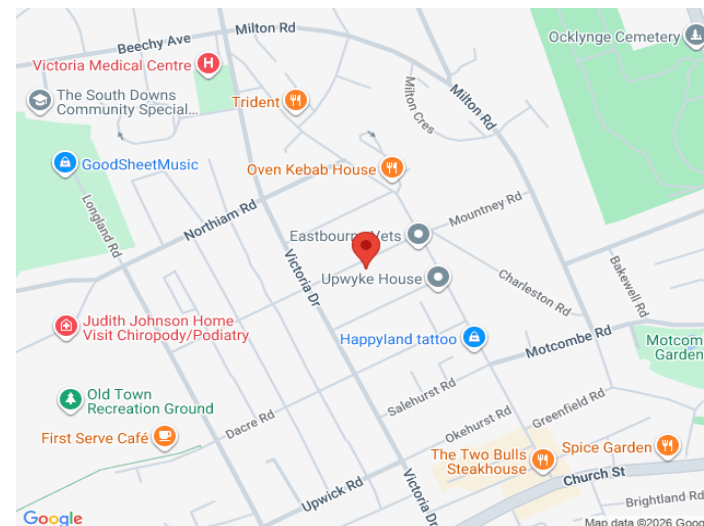 Milton Rd
Beechy Ave
Ocklynge Cemetery
Victoria Medical Centre
The South Downs
Community Special...
Trident
Milton Cres
Milton Rd
GoodSheetMusic
Oven Kebab House
Longland Rd
Northiam Rd
Mountney Rd
Victoria Dr
Upwyke House
Charleston Rd
Bakewell Rd
Judith Johnson Home
Visit Chiropody/Podiatry
Happyland tattoo
Motcombe Rd
Old Town
Recreation Ground
Salehurst Rd
Dacre Rd
First Serve Café
Okehurst Rd
Greenfield Rd
The Two Bulls
Steakhouse
Spice Garden
Church St
Upwick Rd
Victoria Dr
Brightland Rd
Google
Map data ©2026 Goog